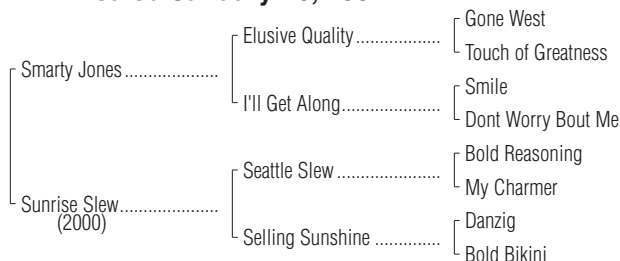 Gone West
Elusive Quality ..................
Touch of Greatness
Smarty Jones ....................
Smile
I'll Get Along .....................
Dont Worry Bout Me
Bold Reasoning
Seattle Slew ......................
My Charmer
Sunrise Slew .....................
(2000)
Danzig
Selling Sunshine ..............
Bold Bikini